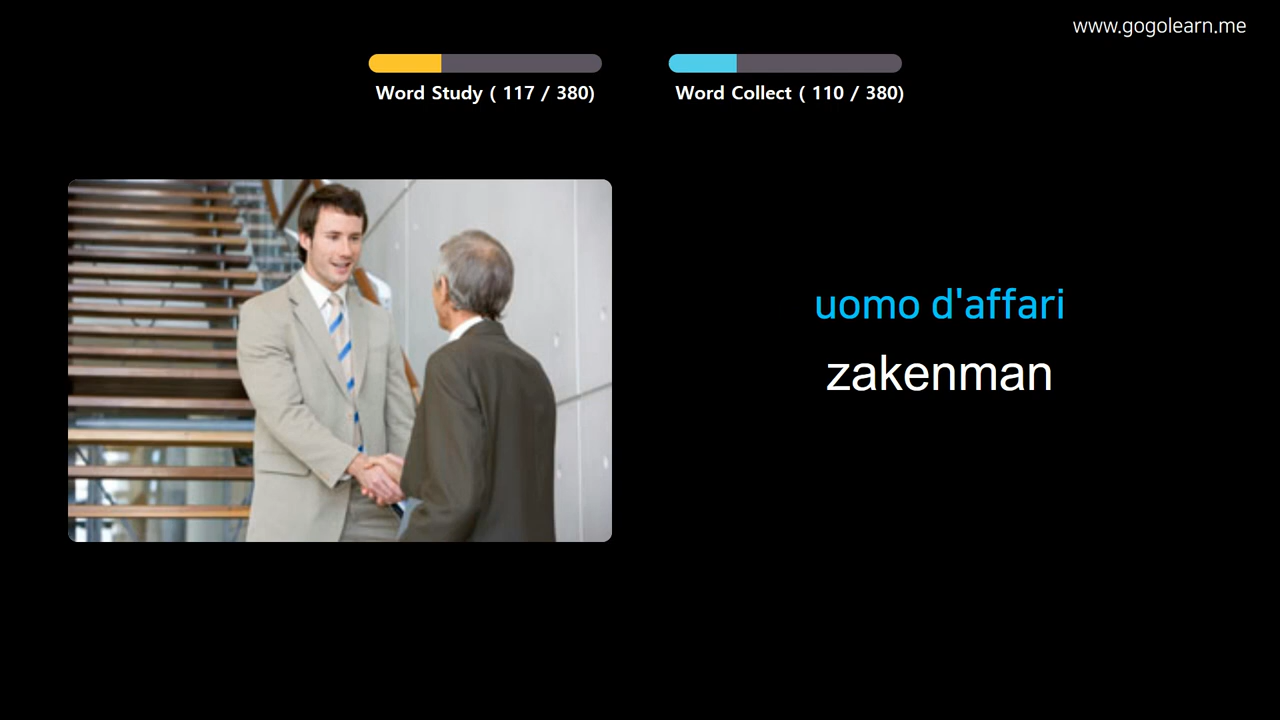 www.gogolearn.me
Word Study ( 117 / 380)
Word Collect ( 110 / 380)
uomo d'affari
zakenman